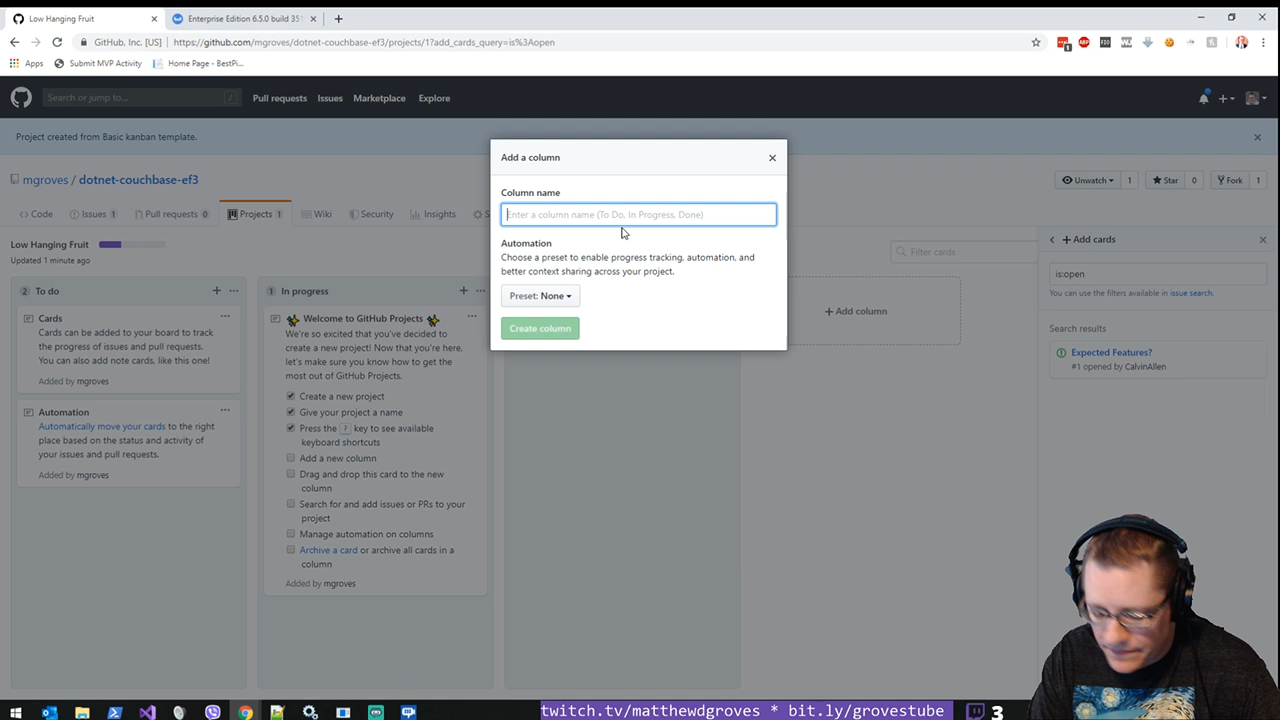 Low Hanging Fruit
Enterprise Edition 6.5.0 build 351
GitHub, Inc. [US]
https://github.com/mgroves/dotnet-couchbase-ef3/projects/1?add_cards_query=is%3Aopen
Apps
Submit MVP Activity
Home Page - BestPi...
Search or jump to...
/
Pull requests
Issues
Marketplace
Explore
Project created from Basic kanban template.
mgroves / dotnet-couchbase-ef3
Unwatch
1
Star
0
Fork
1
Code
Issues 1
Pull requests 0
Projects 1
Wiki
Security
Insights
S
Low Hanging Fruit
Updated 1 minute ago
Filter cards
2 To do
Cards
Cards can be added to your board to track
the progress of issues and pull requests.
You can also add note cards, like this one!
Added by mgroves
Automation
Automatically move your cards to the right
place based on the status and activity of
your issues and pull requests.
Added by mgroves
1 In progress
Welcome to GitHub Projects
We're so excited that you've decided to
create a new project! Now that you're here,
let's make sure you know how to get the
most out of GitHub Projects.
Create a new project
Give your project a name
Press the ? key to see available
keyboard shortcuts
Add a new column
Drag and drop this card to the new
column
Search for and add issues or PRs to your
project
Manage automation on columns
Archive a card or archive all cards in a
column
Added by mgroves
Add a column
Column name
Enter a column name (To Do, In Progress, Done)
Automation
Choose a preset to enable progress tracking, automation, and
better context sharing across your project.
Preset: None
Create column
+ Add column
+ Add cards
is:open
You can use the filters available in issue search.
Search results
Expected Features?
#1 opened by CalvinAllen
twitch.tv/matthewdgroves * bit.ly/grovestube
3